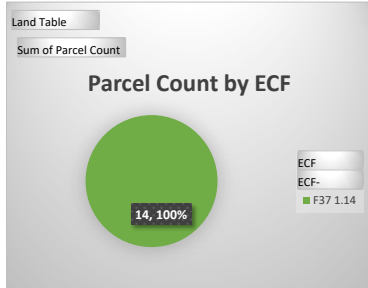 Land Table
Sum of Parcel Count
Parcel Count by ECF
14, 100%
ECF
ECF-
F37 1.14